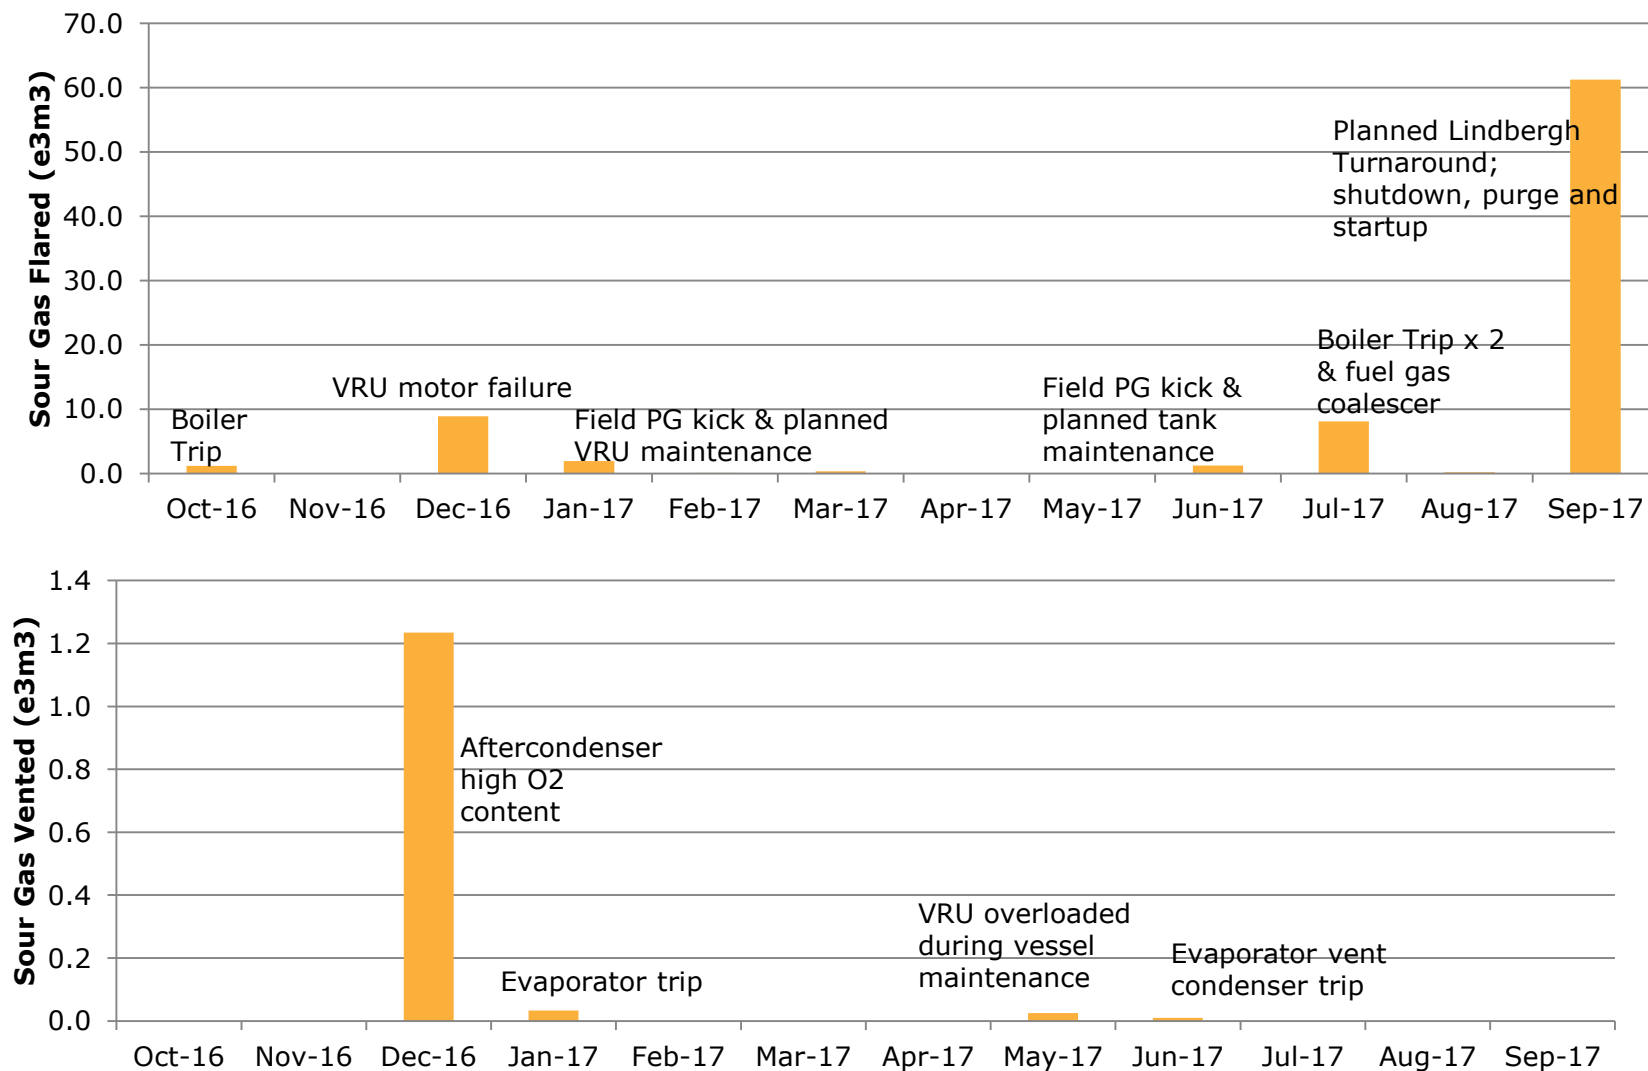 70.0
60.0
50.0
40.0
30.0
20.0
10.0
0.0
Sour Gas Flared (e3m3)
Boiler
Trip
VRU motor failure
Field PG kick & planned
VRU maintenance
Field PG kick &
planned tank
maintenance
Boiler Trip x 2
& fuel gas
coalescer
Planned Lindbergh
Turnaround;
shutdown, purge and
startup
Oct-16 Nov-16 Dec-16 Jan-17 Feb-17 Mar-17 Apr-17 May-17 Jun-17 Jul-17 Aug-17 Sep-17
1.4
1.2
1.0
0.8
0.6
0.4
0.2
0.0
Sour Gas Vented (e3m3)
Aftercondenser
high O2
content
Evaporator trip
VRU overloaded
during vessel
maintenance
Evaporator vent
condenser trip
Oct-16 Nov-16 Dec-16 Jan-17 Feb-17 Mar-17 Apr-17 May-17 Jun-17 Jul-17 Aug-17 Sep-17